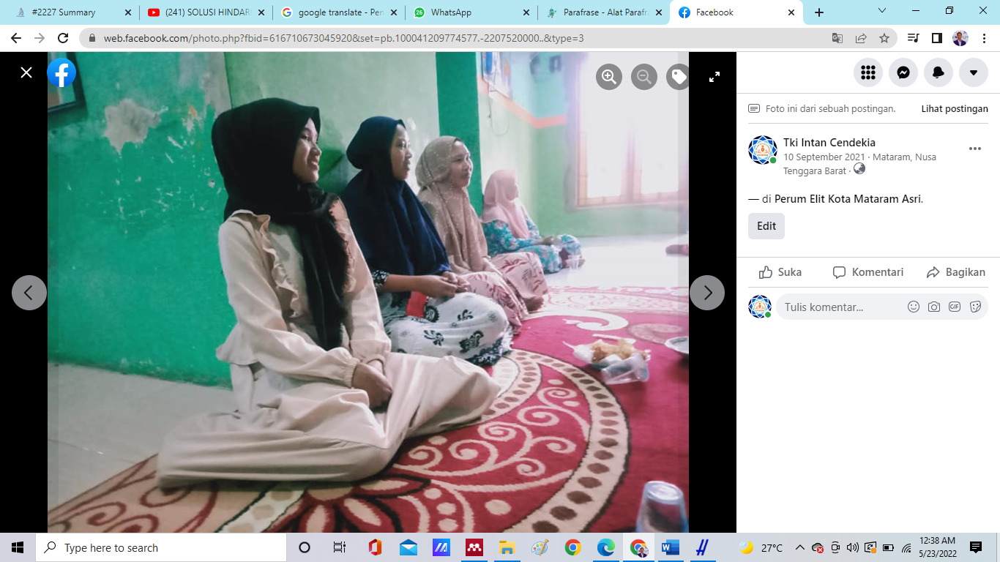 #2227 Summary
(241) SOLUSI HINDAR
google translate - Pen
26
WhatsApp
Parafrase - Alat Parafr
Facebook
web.facebook.com/photo.php?fbid=616710673045920&set=pb.100041209774577.-2207520000..&type=3
Foto ini dari sebuah postingan.
Lihat postingan
Tki Intan Cendekia
10 September 2021 · Mataram, Nusa
Tenggara Barat ·
— di Perum Elit Kota Mataram Asri.
Edit
Suka
Komentari
Bagikan
Tulis komentar...
GIF
Type here to search
27°C
12:38 AM
5/23/2022